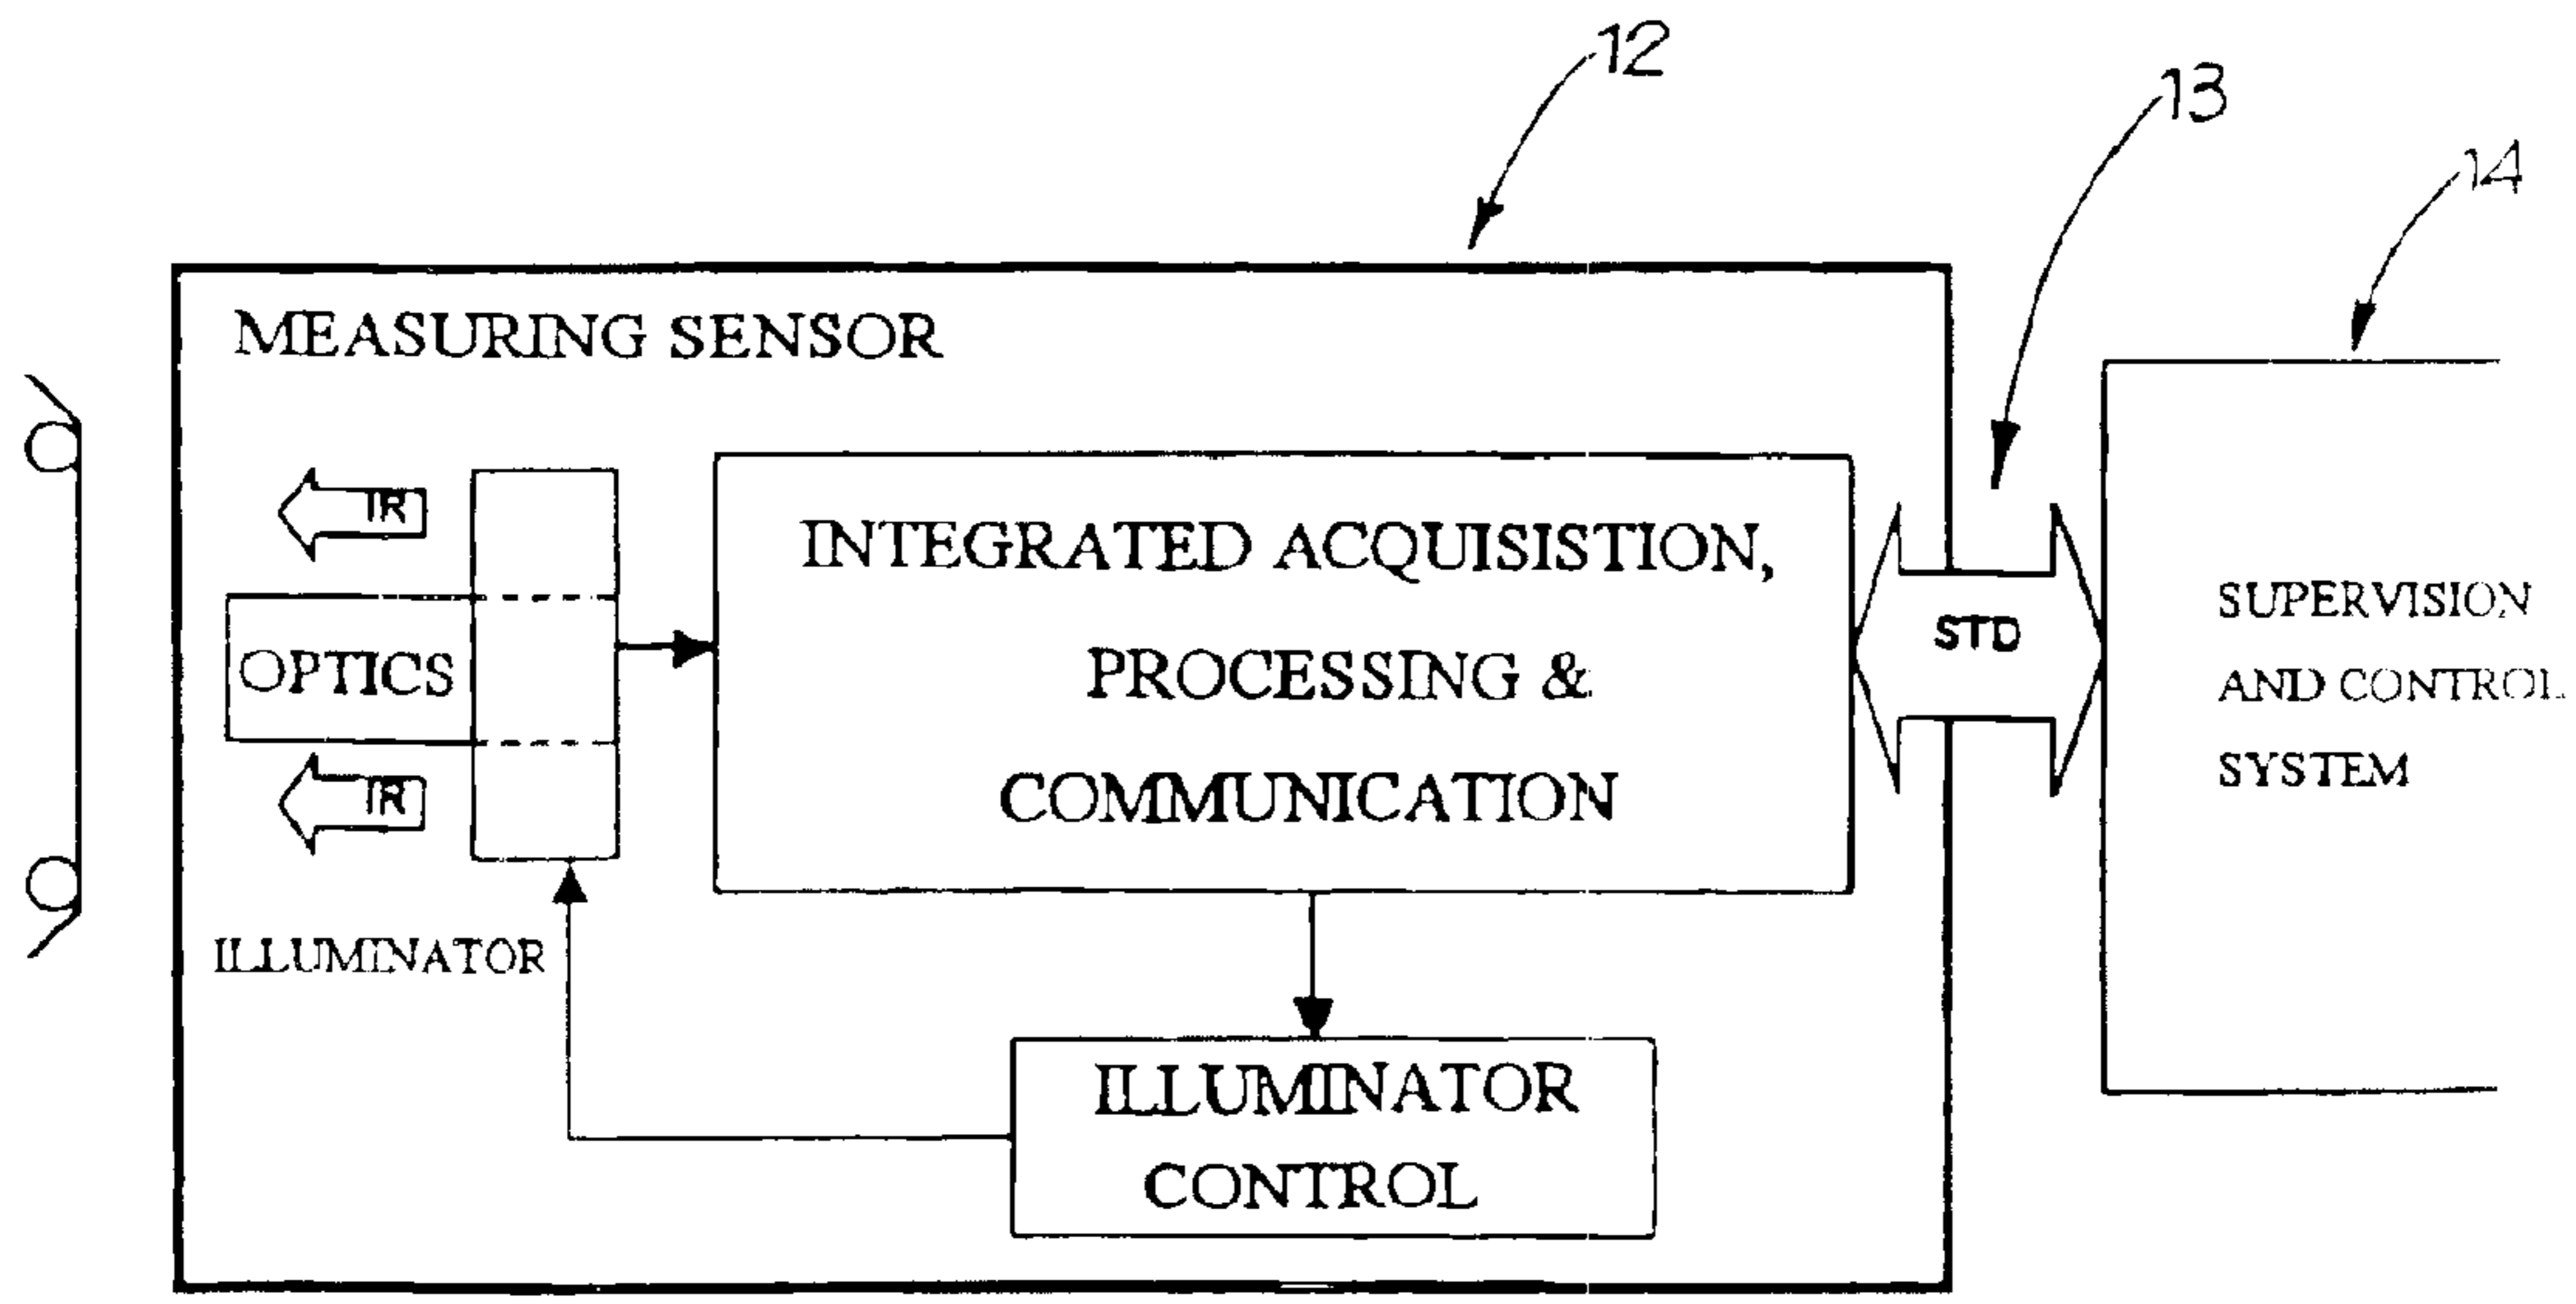 12
13
14
MEASURING SENSOR
IR
INTEGRATED ACQUISISTION,
PROCESSING &
COMMUNICATION
OPTICS
IR
ILLUMINATOR
STD
SUPERVISION
AND CONTROL
SYSTEM
ILLUMINATOR
CONTROL